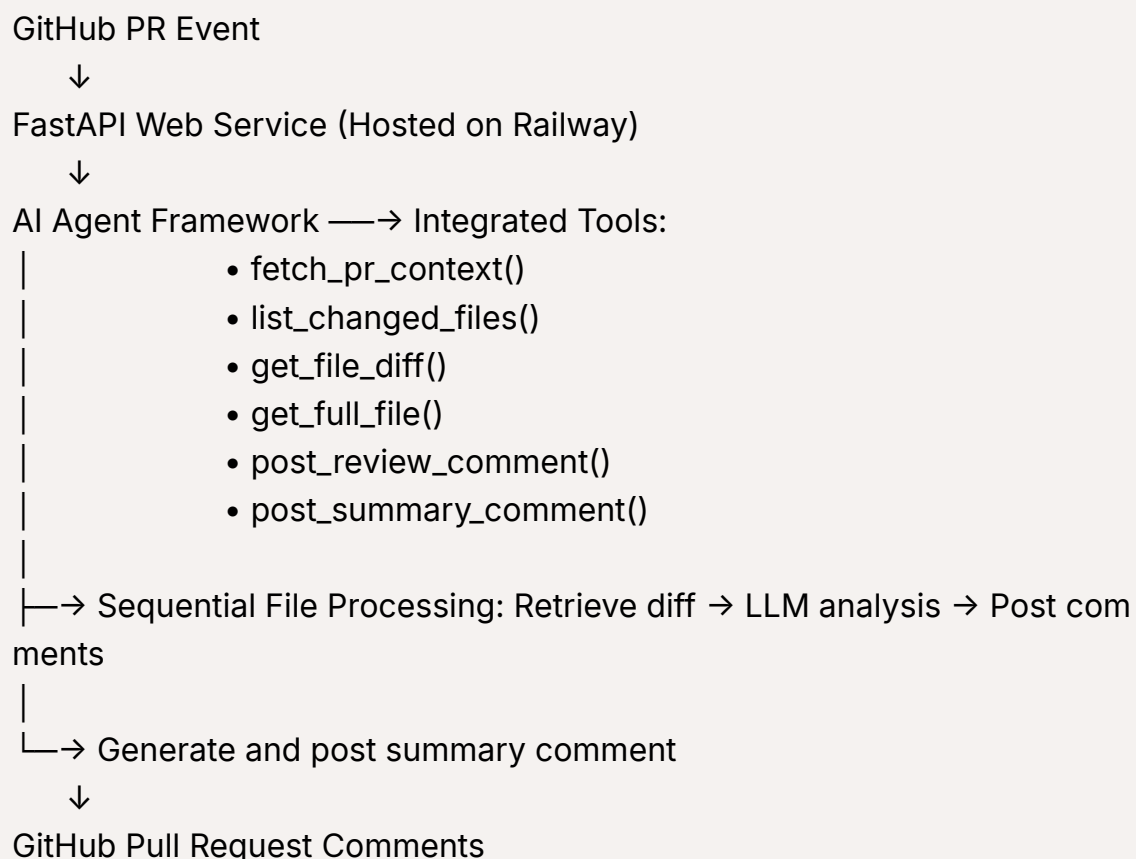 GitHub PR Event
↓
FastAPI Web Service (Hosted on Railway)
↓
AI Agent Framework ──→ Integrated Tools:
│ • fetch_pr_context()
│ • list_changed_files()
│ • get_file_diff()
│ • get_full_file()
│ • post_review_comment()
│ • post_summary_comment()
│
├─→ Sequential File Processing: Retrieve diff → LLM analysis → Post com
ments
│
└─→ Generate and post summary comment
↓
GitHub Pull Request Comments